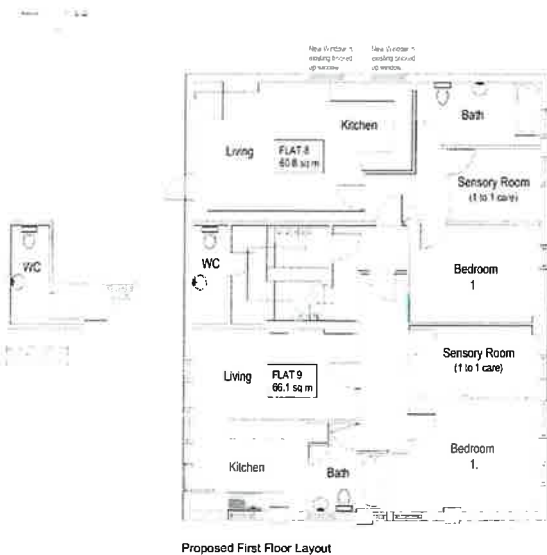 New Window in
existing bricked
up window
New Window in
existing bricked
up window
Bath
Kitchen
Living
FLAT 8
60.8 sq m
Sensory Room
(1 to 1 care)
WC
WC
Bedroom
1
Living
FLAT 9
66.1 sq m
Sensory Room
(1 to 1 care)
Kitchen
Bath
Bedroom
1.
Proposed First Floor Layout